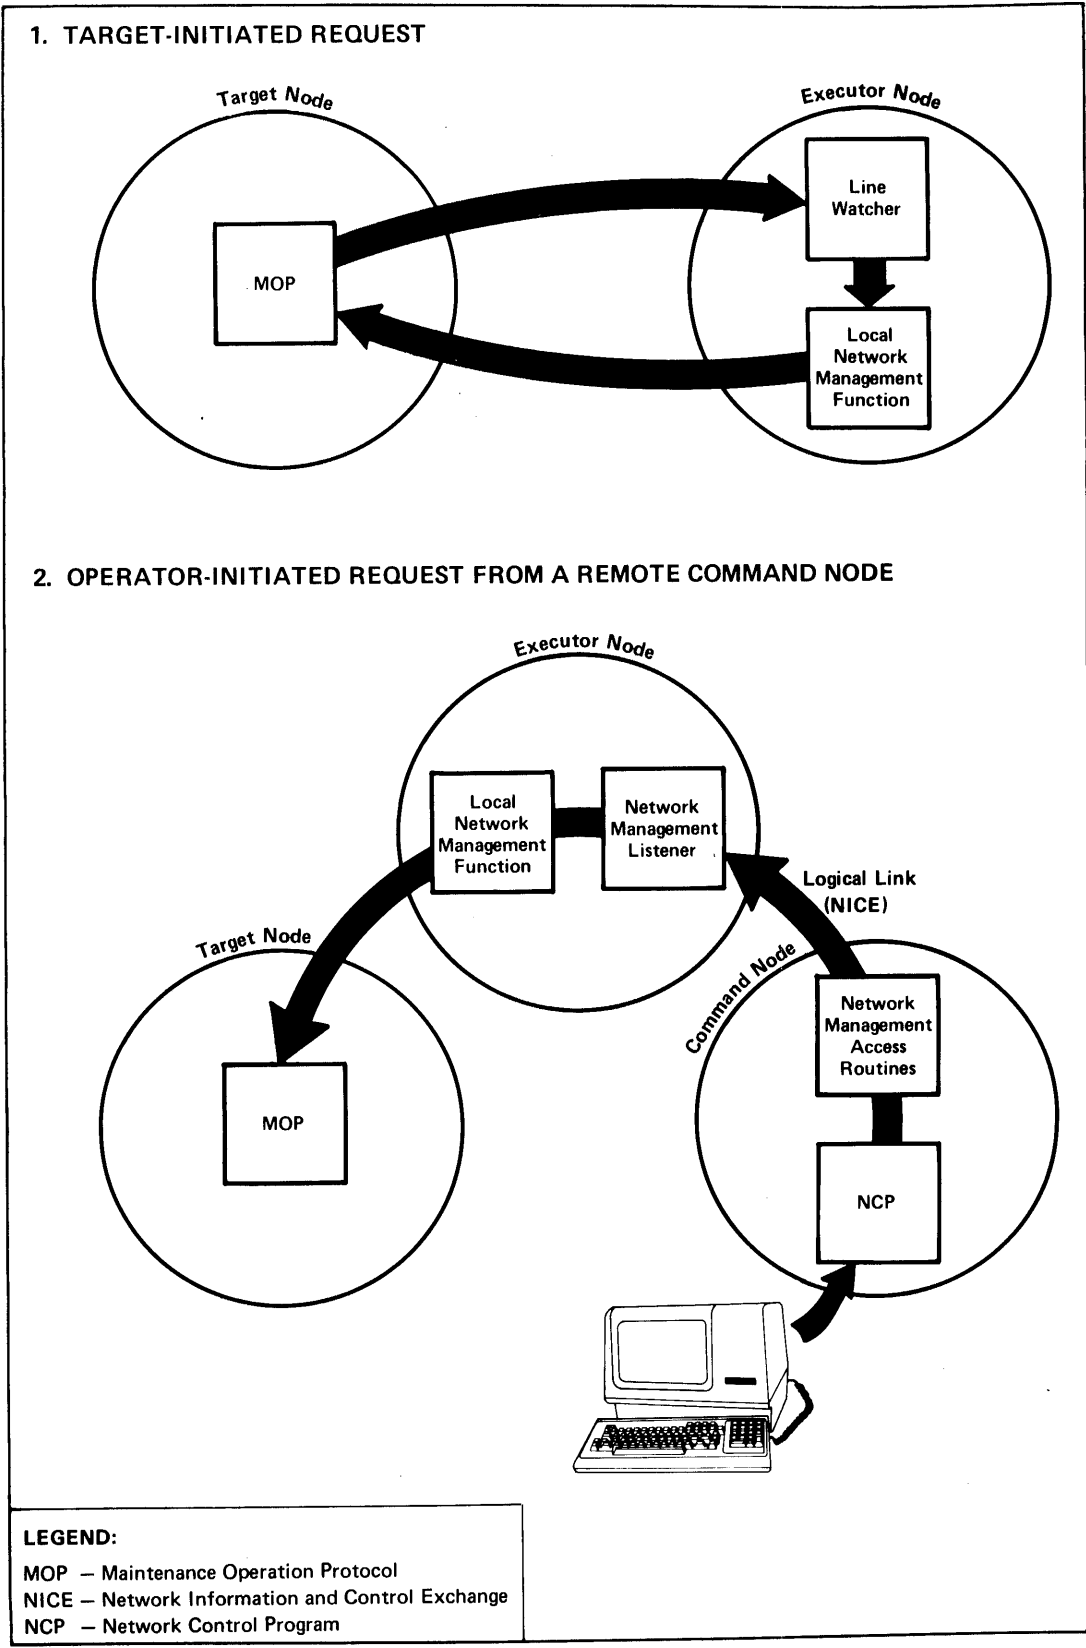 1. TARGET-INITIATED REQUEST
Target Node
Executor Node
MOP
Line
Watcher
Local
Network
Management
Function
2. OPERATOR-INITIATED REQUEST FROM A REMOTE COMMAND NODE
Executor Node
Local
Network
Management
Function
Network
Management
Listener
Logical Link
(NICE)
Target Node
Command Node
MOP
Network
Management
Access
Routines
NCP
LEGEND:
MOP — Maintenance Operation Protocol
NICE — Network Information and Control Exchange
NCP — Network Control Program